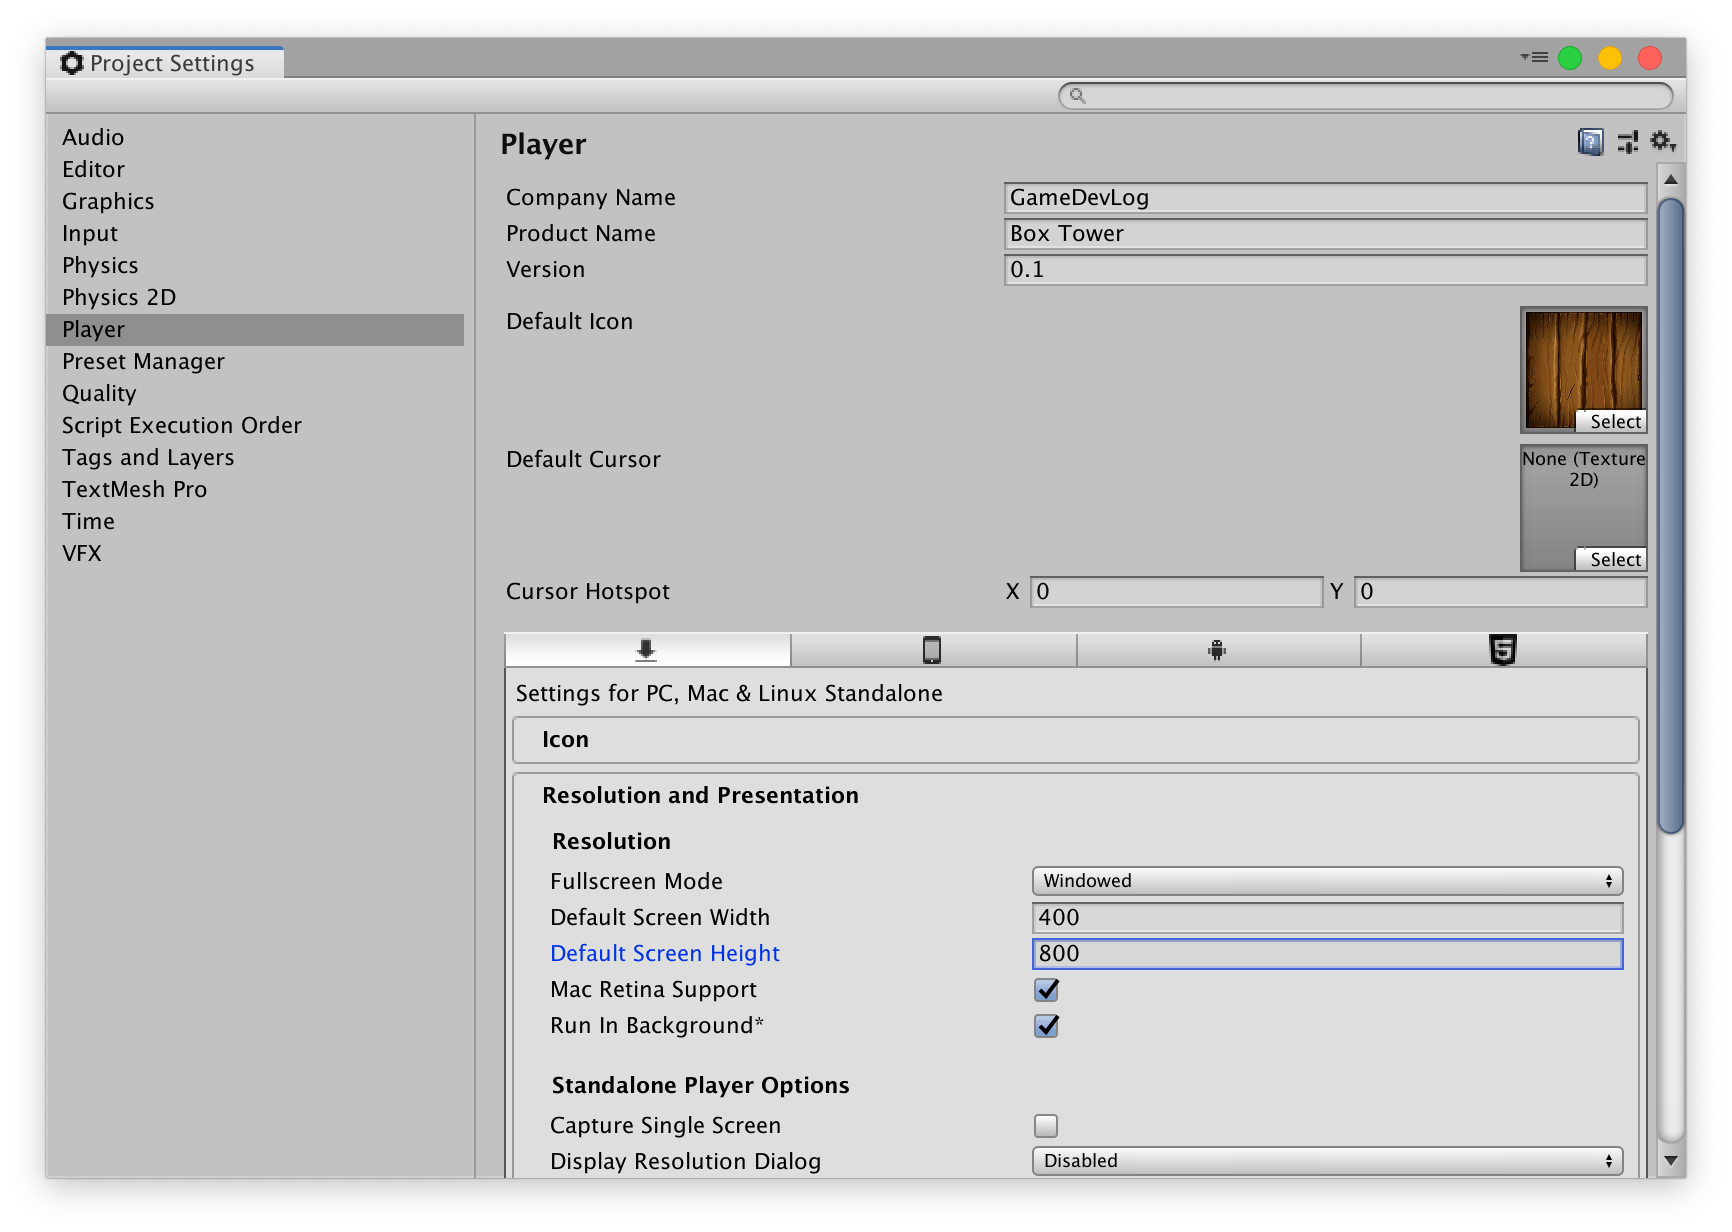 Project Settings
Audio
Editor
Graphics
Input
Physics
Physics 2D
Player
Preset Manager
Quality
Script Execution Order
Tags and Layers
TextMesh Pro
Time
VFX
Player
Company Name GameDevLog
Product Name Box Tower
Version 0.1
Default Icon
Select
Default Cursor
None (Texture
2D)
Select
Cursor Hotspot X 0 Y 0
Settings for PC, Mac & Linux Standalone
Icon
Resolution and Presentation
Resolution
Fullscreen Mode Windowed
Default Screen Width 400
Default Screen Height 800
Mac Retina Support
Run In Background*
Standalone Player Options
Capture Single Screen
Display Resolution Dialog Disabled